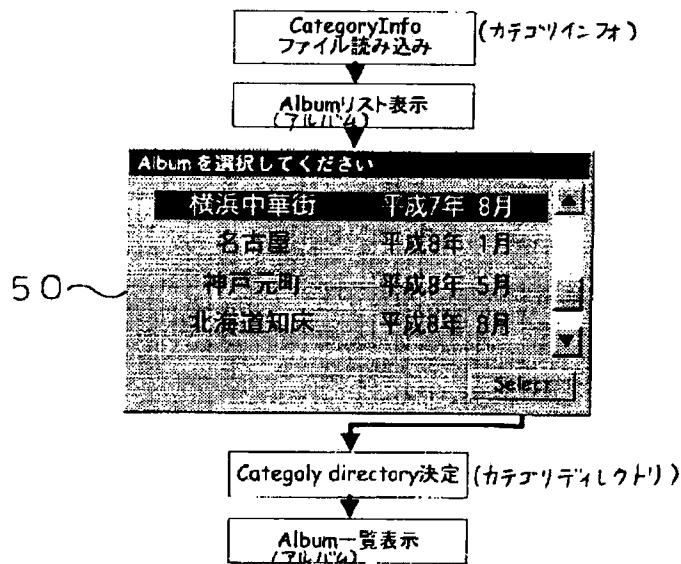 CategoryInfo
ファイル読み込み
(カテゴリインフォ)
Albumリスト表示
(アルバム)
Albumを選択してください
横浜中華街 平成7年 8月
名古屋 平成8年 1月
神戸元町 平成8年 5月
北海道知床 平成8年 8月
50
Select
Categoly directory決定
(カテゴリディレクトリ)
Album一覧表示
(アルバム)